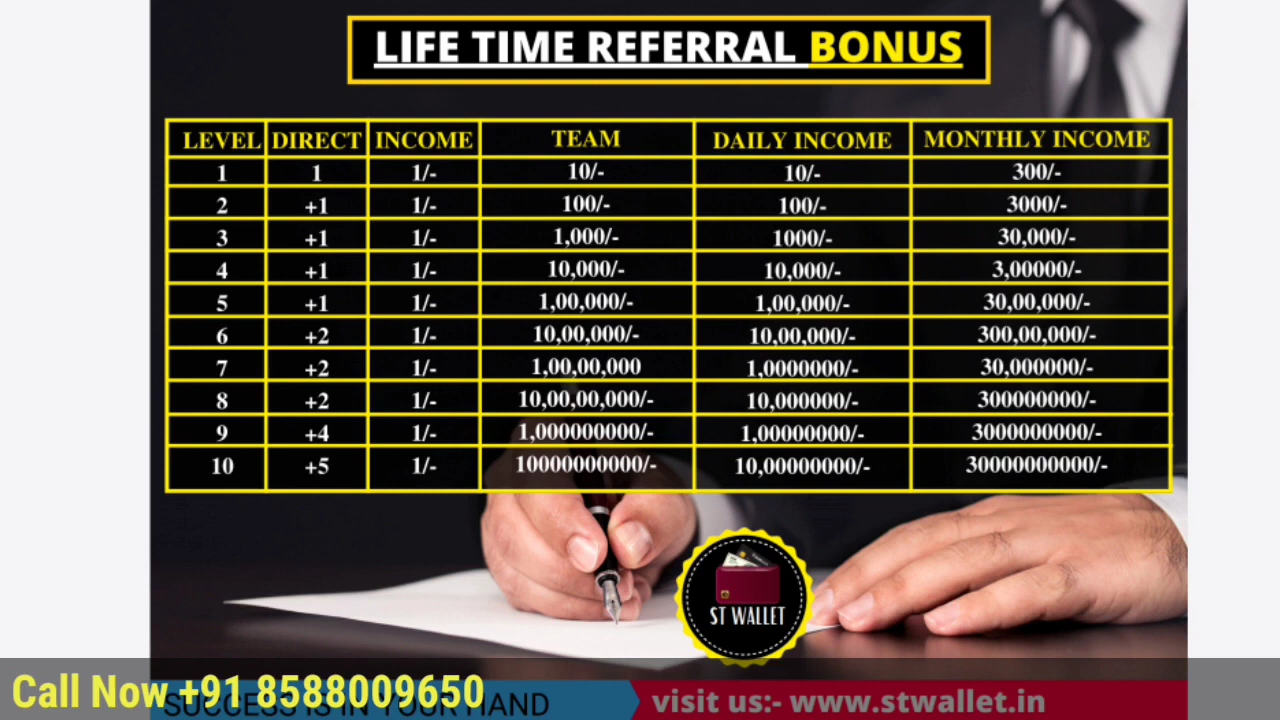 LIFE TIME REFERRAL BONUS
LEVEL DIRECT INCOME TEAM DAILY INCOME MONTHLY INCOME
1 1 1/- 10/- 10/- 300/-
2 +1 1/- 100/- 100/- 3000/-
3 +1 1/- 1,000/- 1000/- 30,000/-
4 +1 1/- 10,000/- 10,000/- 3,00000/-
5 +1 1/- 1,00,000/- 1,00,000/- 30,00,000/-
6 +2 1/- 10,00,000/- 10,00,000/- 300,00,000/-
7 +2 1/- 1,00,00,000 1,0000000/- 30,000000/-
8 +2 1/- 10,00,00,000/- 10,000000/- 300000000/-
9 +4 1/- 1,000000000/- 1,00000000/- 3000000000/-
10 +5 1/- 10000000000/- 10,00000000/- 30000000000/-
ST WALLET
Call Now +91 8588009650
SUCCESS IS IN YOUR HAND
visit us:- www.stwallet.in